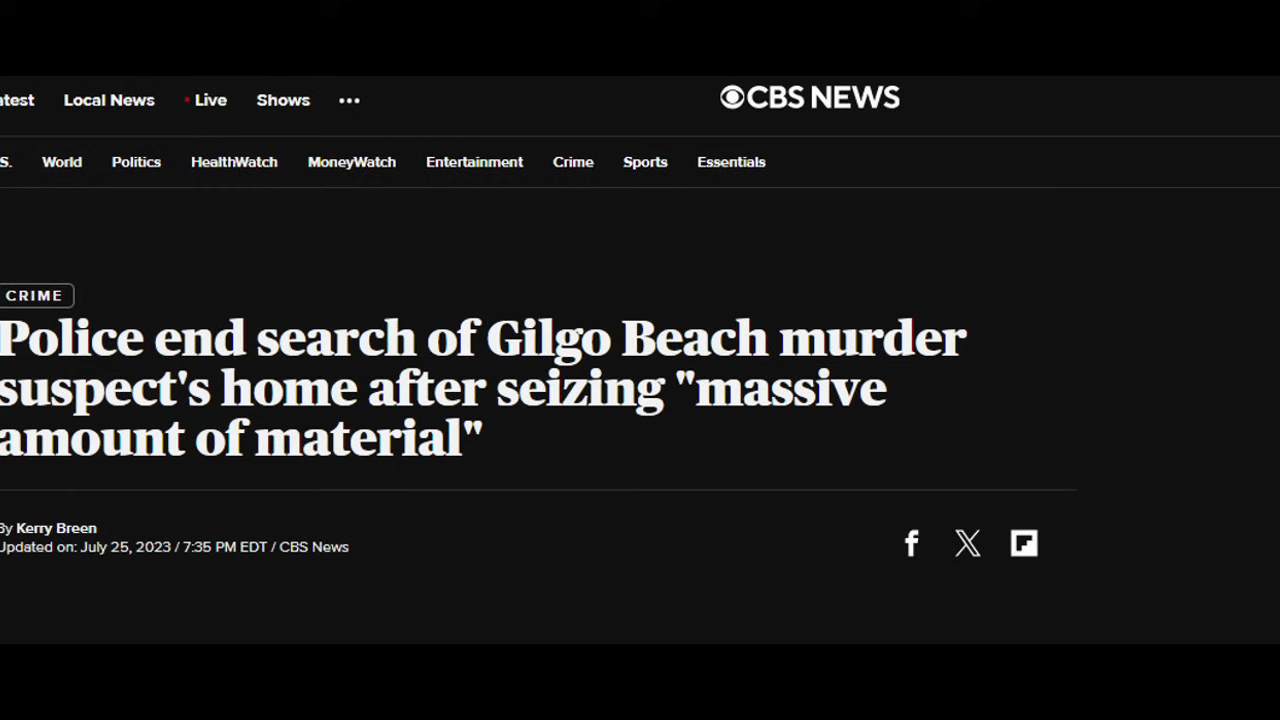 atest Local News Live Shows ••• CBS NEWS
S. World Politics HealthWatch MoneyWatch Entertainment Crime Sports Essentials
CRIME
Police end search of Gilgo Beach murder
suspect's home after seizing "massive
amount of material"
By Kerry Breen
Updated on: July 25, 2023 / 7:35 PM EDT / CBS News